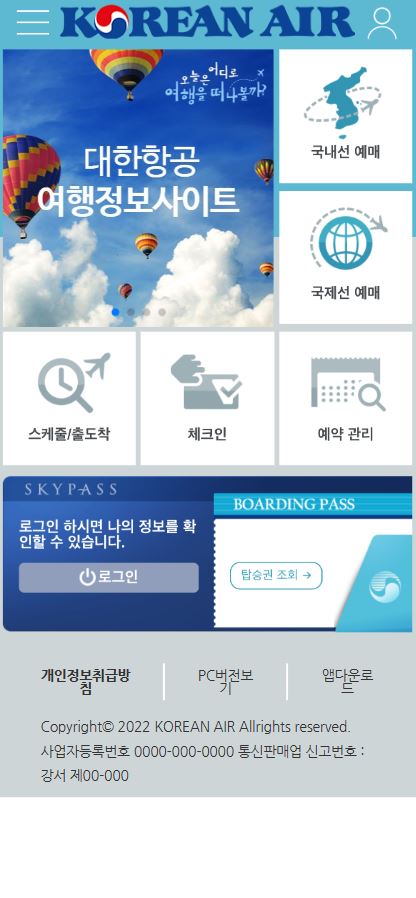 KOREAN AIR
오늘은 어디로
여행을 떠나볼까?
대한항공
여행정보사이트
국내선 예매
국제선 예매
스케줄/출도착
체크인
예약 관리
SKYPASS
로그인 하시면 나의 정보를 확
인할 수 있습니다.
로그인
BOARDING PASS
탑승권 조회 →
개인정보취급방
침
PC버전보
기
앱다운로
드
Copyright© 2022 KOREAN AIR Allrights reserved.
사업자등록번호 0000-000-0000 통신판매업 신고번호 :
강서 제00-000